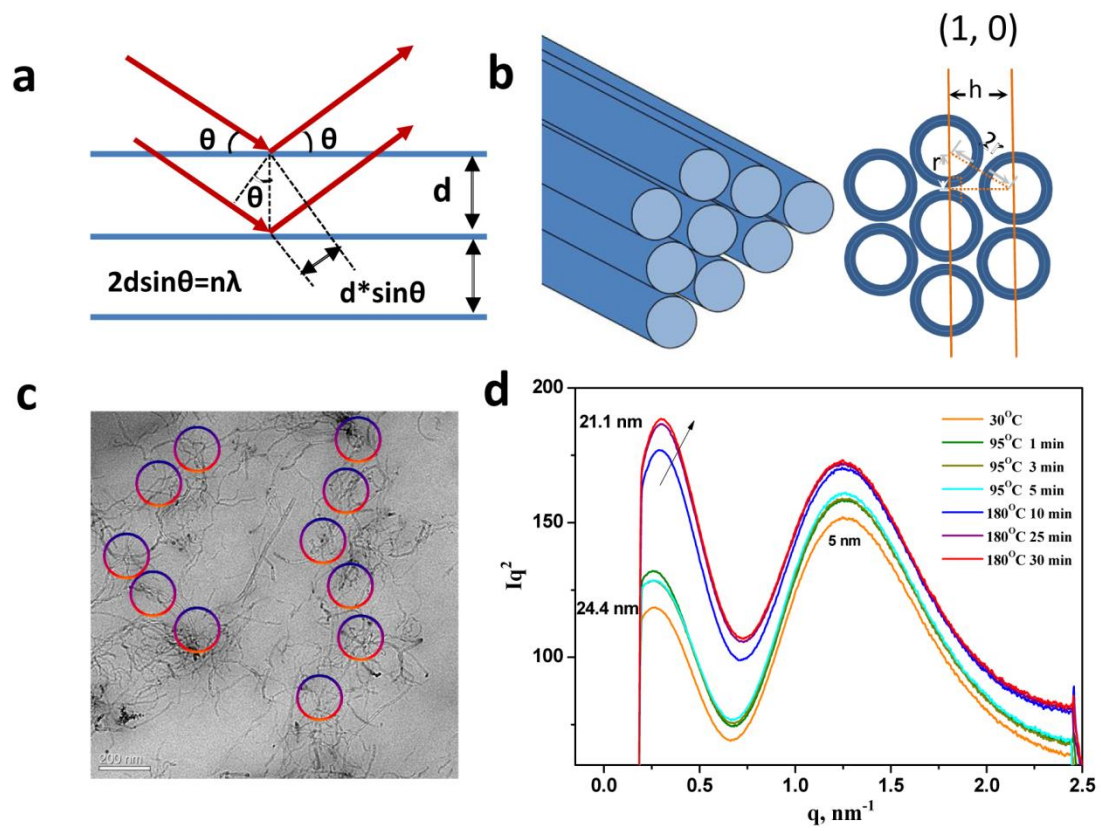 a
θ
θ
θ
d
2dsinθ=nλ
d*sinθ
b
(1, 0)
h
2r
r
c
200 nm
d
200
150
100
Iq²
21.1 nm
24.4 nm
5 nm
30°C
95°C 1 min
95°C 3 min
95°C 5 min
180°C 10 min
180°C 25 min
180°C 30 min
0.0
0.5
1.0
1.5
2.0
2.5
q, nm⁻¹